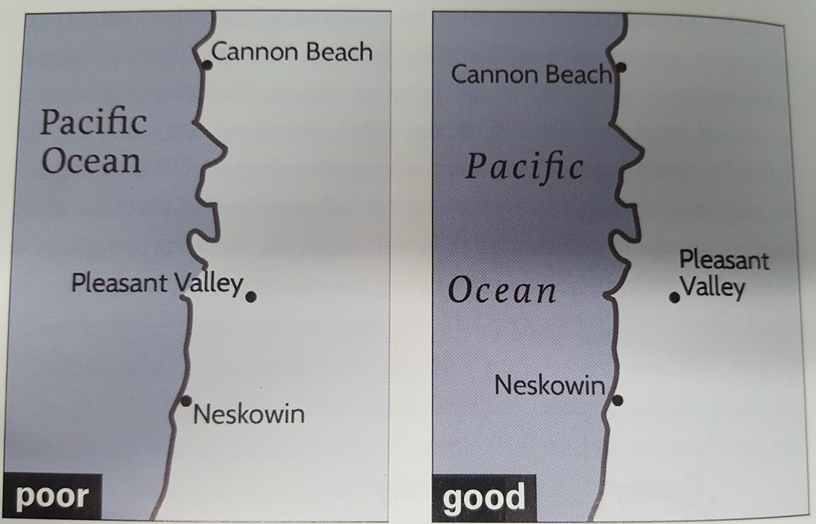 Cannon Beach
Pacific
Ocean
Pleasant Valley
Neskowin
poor
Cannon Beach
Pacific
Ocean
Pleasant
Valley
Neskowin
good